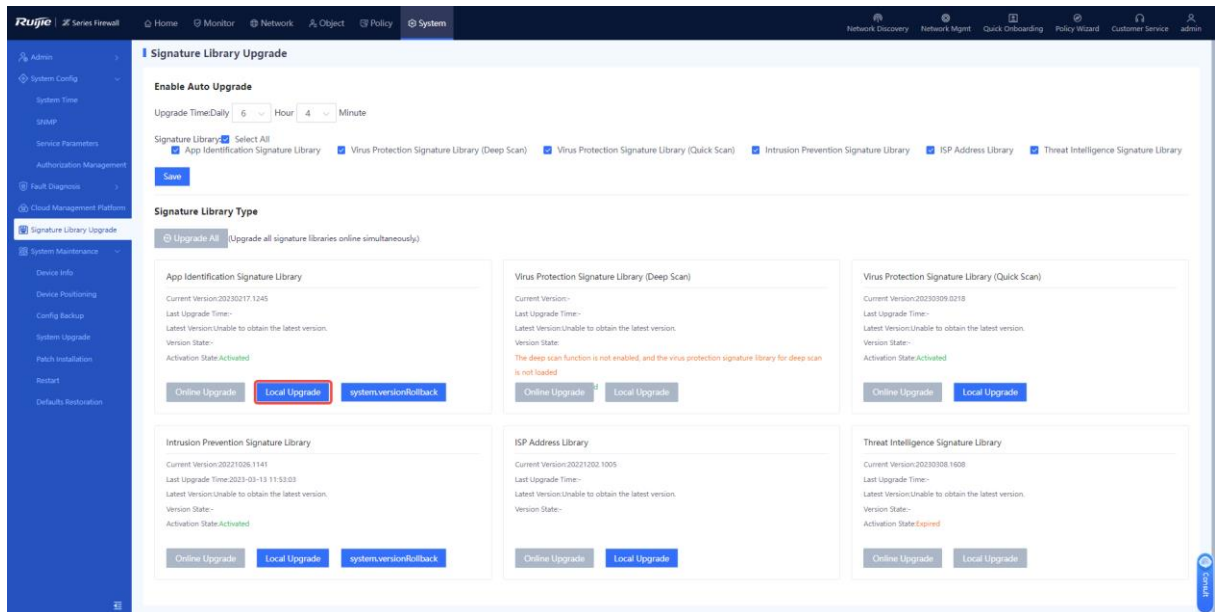 Ruijie | Z Series Firewall
Home Monitor Network Object Policy System
Network Discovery Network Mgmt Quick Onboarding Policy Wizard Customer Service admin
Admin
System Config
System Time
SNMP
Service Parameters
Authorization Management
Fault Diagnosis
Cloud Management Platform
Signature Library Upgrade
System Maintenance
Device Info
Device Positioning
Config Backup
System Upgrade
Patch Installation
Restart
Defaults Restoration
Signature Library Upgrade
Enable Auto Upgrade
Upgrade Time:Daily 6 Hour 4 Minute
Signature Library: Select All
App Identification Signature Library Virus Protection Signature Library (Deep Scan) Virus Protection Signature Library (Quick Scan) Intrusion Prevention Signature Library ISP Address Library Threat Intelligence Signature Library
Save
Signature Library Type
Upgrade All (Upgrade all signature libraries online simultaneously.)
App Identification Signature Library
Current Version:20230217.1245
Last Upgrade Time:-
Latest Version:Unable to obtain the latest version.
Version State:-
Activation State:Activated
Online Upgrade Local Upgrade system.versionRollback
Virus Protection Signature Library (Deep Scan)
Current Version:-
Last Upgrade Time:-
Latest Version:Unable to obtain the latest version.
Version State:
The deep scan function is not enabled, and the virus protection signature library for deep scan
is not loaded
Online Upgrade Local Upgrade
Virus Protection Signature Library (Quick Scan)
Current Version:20230309.0218
Last Upgrade Time:-
Latest Version:Unable to obtain the latest version.
Version State:-
Activation State:Activated
Online Upgrade Local Upgrade
Intrusion Prevention Signature Library
Current Version:20221026.1141
Last Upgrade Time:2023-03-13 11:53:03
Latest Version:Unable to obtain the latest version.
Version State:-
Activation State:Activated
Online Upgrade Local Upgrade system.versionRollback
ISP Address Library
Current Version:20221202.1005
Last Upgrade Time:-
Latest Version:Unable to obtain the latest version.
Version State:-
Online Upgrade Local Upgrade
Threat Intelligence Signature Library
Current Version:20230308.1608
Last Upgrade Time:-
Latest Version:Unable to obtain the latest version.
Version State:-
Activation State:Expired
Online Upgrade Local Upgrade
Consult